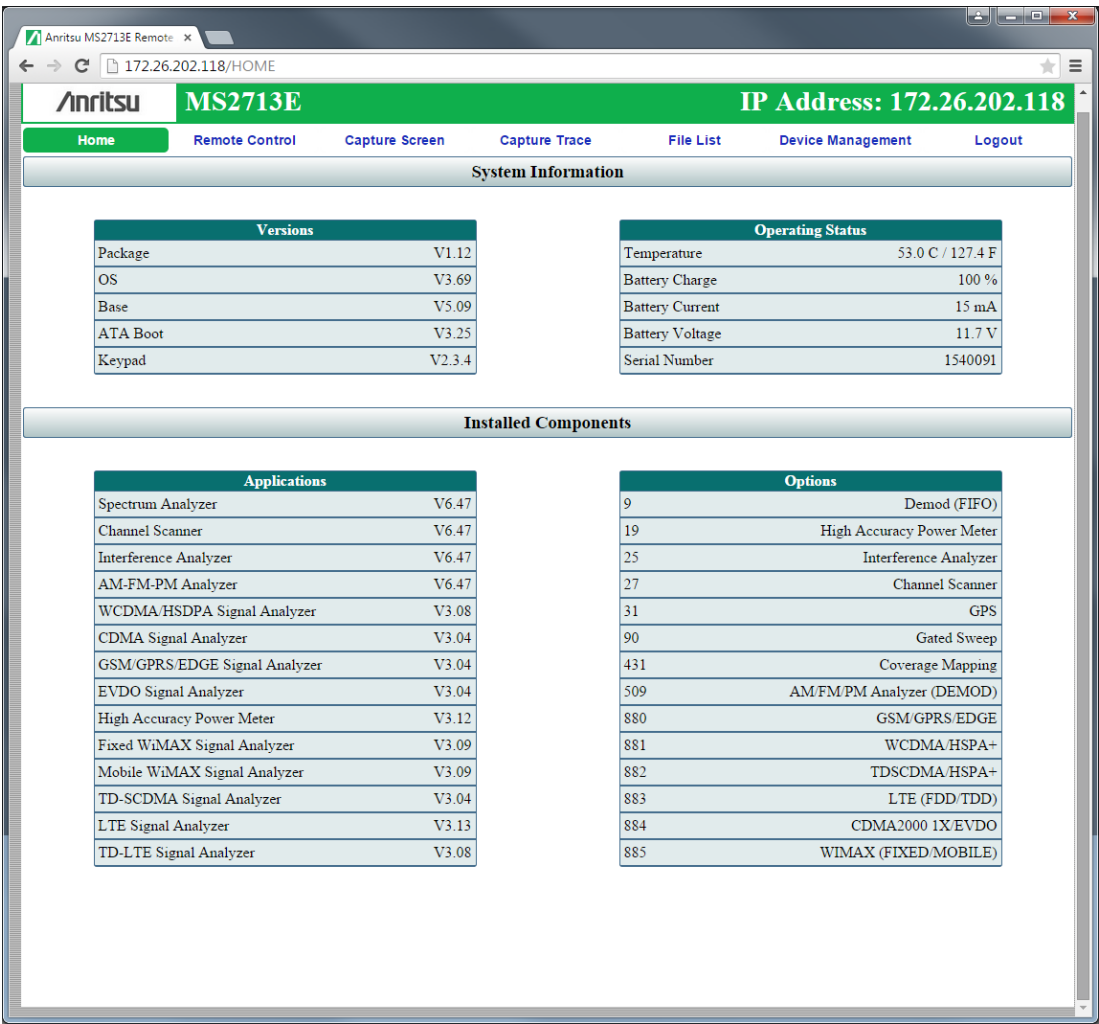 Anritsu MS2713E Remote
172.26.202.118/HOME
Anritsu MS2713E IP Address: 172.26.202.118
Home Remote Control Capture Screen Capture Trace File List Device Management Logout
System Information
Versions
Package V1.12
OS V3.69
Base V5.09
ATA Boot V3.25
Keypad V2.3.4
Operating Status
Temperature 53.0 C / 127.4 F
Battery Charge 100 %
Battery Current 15 mA
Battery Voltage 11.7 V
Serial Number 1540091
Installed Components
Applications
Spectrum Analyzer V6.47
Channel Scanner V6.47
Interference Analyzer V6.47
AM-FM-PM Analyzer V6.47
WCDMA/HSDPA Signal Analyzer V3.08
CDMA Signal Analyzer V3.04
GSM/GPRS/EDGE Signal Analyzer V3.04
EVDO Signal Analyzer V3.04
High Accuracy Power Meter V3.12
Fixed WiMAX Signal Analyzer V3.09
Mobile WiMAX Signal Analyzer V3.09
TD-SCDMA Signal Analyzer V3.04
LTE Signal Analyzer V3.13
TD-LTE Signal Analyzer V3.08
Options
9 Demod (FIFO)
19 High Accuracy Power Meter
25 Interference Analyzer
27 Channel Scanner
31 GPS
90 Gated Sweep
431 Coverage Mapping
509 AM/FM/PM Analyzer (DEMOD)
880 GSM/GPRS/EDGE
881 WCDMA/HSPA+
882 TDSCDMA/HSPA+
883 LTE (FDD/TDD)
884 CDMA2000 1X/EVDO
885 WIMAX (FIXED/MOBILE)